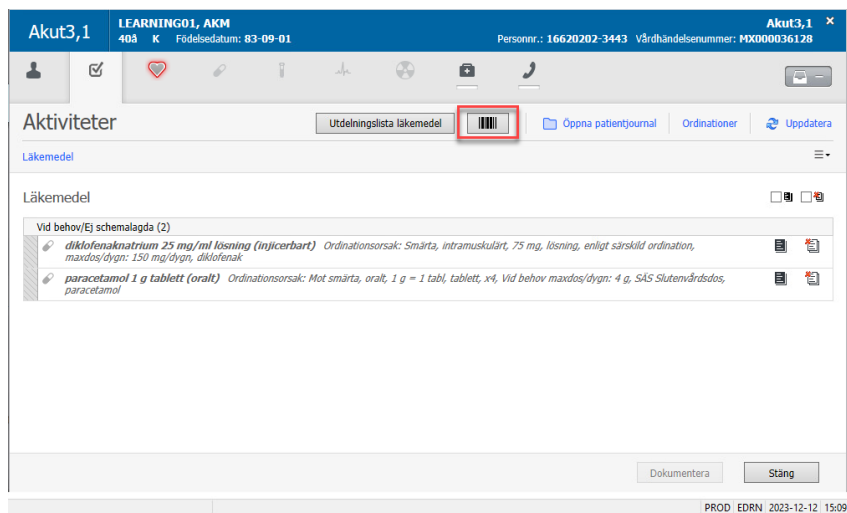 Akut3,1 LEARNING01, AKM Akut3,1 ×
40å K Födelsedatum: 83-09-01 Personnr.: 16620202-3443 Vårdhändelsenummer: MX000036128
Aktiviteter Utdelningslista läkemedel Öppna patientjournal Ordinationer Uppdatera
Läkemedel
Läkemedel
Vid behov/Ej schemalagda (2)
diklofenaknatrium 25 mg/ml lösning (injicerbart) Ordinationsorsak: Smärta, intramuskulärt, 75 mg, lösning, enligt särskild ordination,
maxdos/dygn: 150 mg/dygn, diklofenak
paracetamol 1 g tablett (oralt) Ordinationsorsak: Mot smärta, oralt, 1 g = 1 tabl, tablett, x4, Vid behov maxdos/dygn: 4 g, SÄS Slutenvårdsdos,
paracetamol
Dokumentera Stäng
PROD EDRN 2023-12-12 15:09